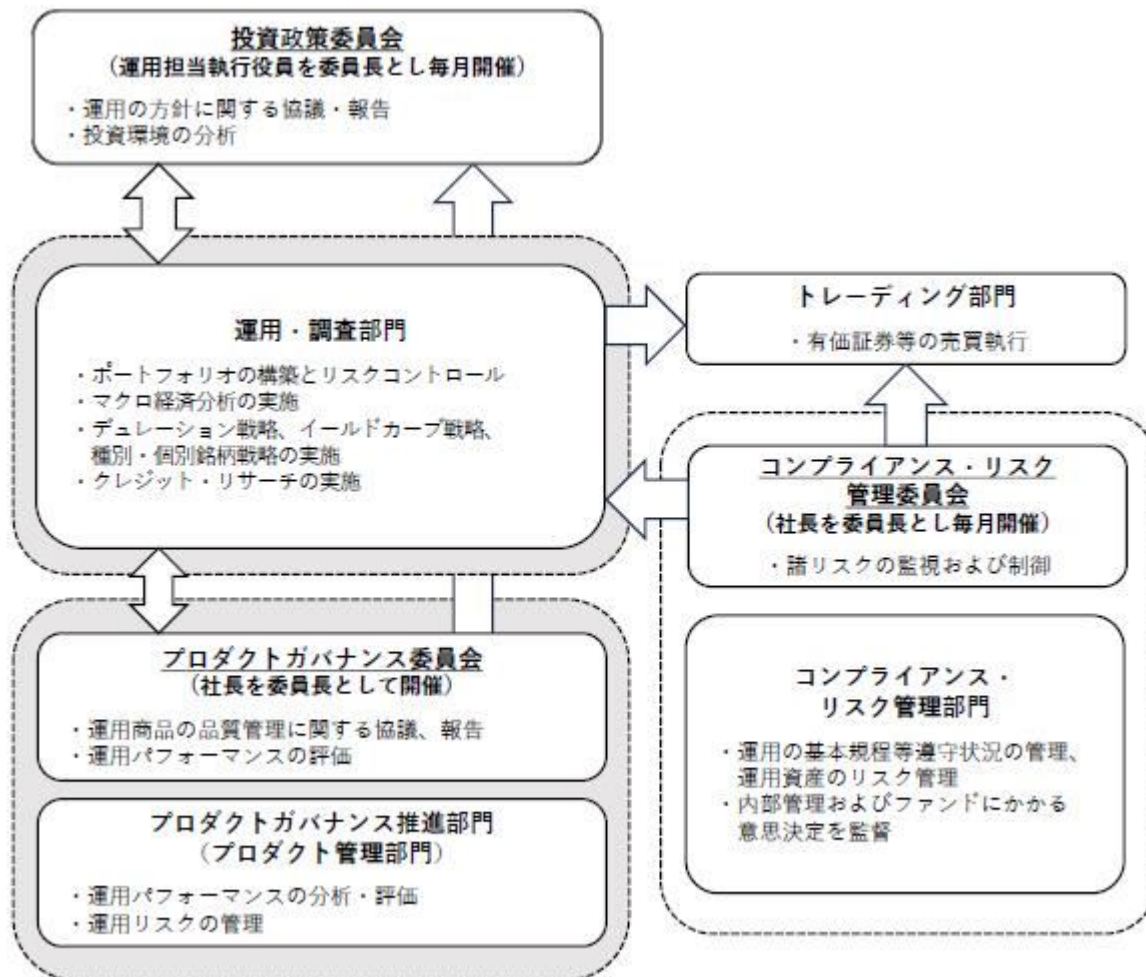 投資政策委員会
(運用担当執行役員を委員長とし毎月開催)
・運用の方針に関する協議・報告
・投資環境の分析
運用・調査部門
・ポートフォリオの構築とリスクコントロール
・マクロ経済分析の実施
・デュレーション戦略、イールドカーブ戦略、
種別・個別銘柄戦略の実施
・クレジット・リサーチの実施
トレーディング部門
・有価証券等の売買執行
コンプライアンス・リスク
管理委員会
(社長を委員長とし毎月開催)
・諸リスクの監視および制御
プロダクトガバナンス委員会
(社長を委員長として開催)
・運用商品の品質管理に関する協議、報告
・運用パフォーマンスの評価
プロダクトガバナンス推進部門
(プロダクト管理部門)
・運用パフォーマンスの分析・評価
・運用リスクの管理
コンプライアンス・
リスク管理部門
・運用の基本規程等遵守状況の管理、
運用資産のリスク管理
・内部管理およびファンドにかかる
意思決定を監督